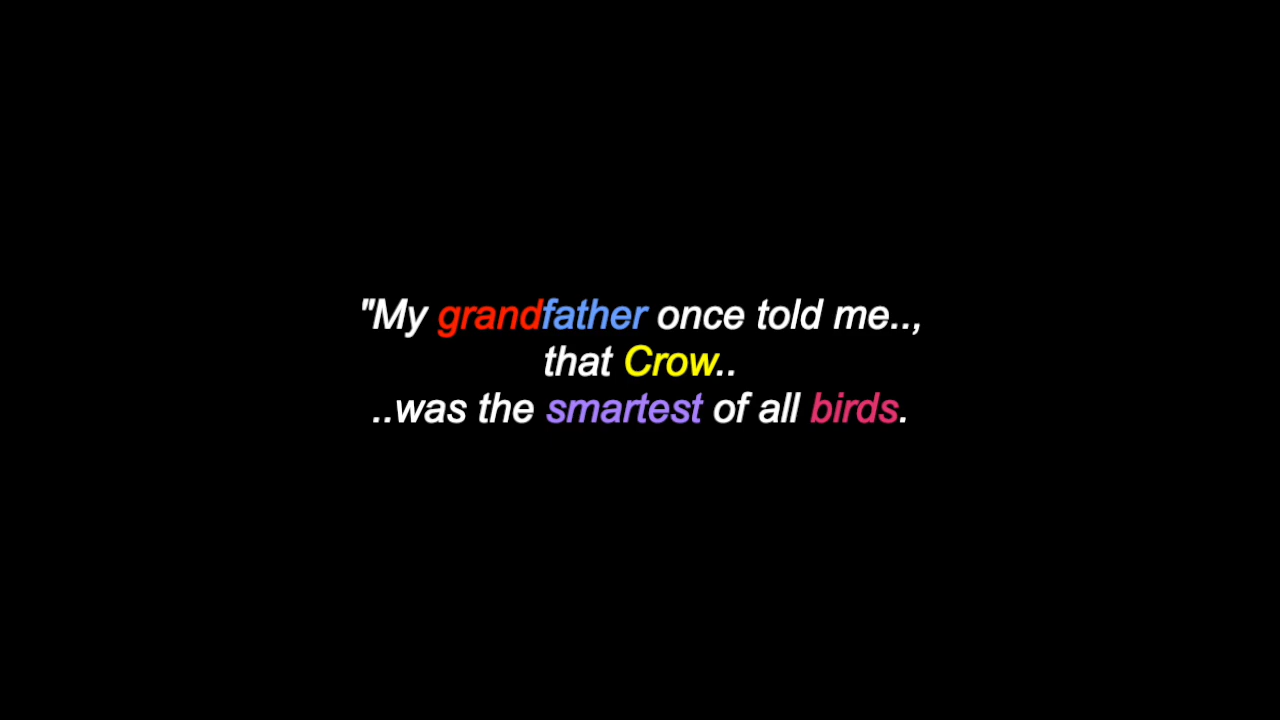 "My grandfather once told me..,
that Crow..
..was the smartest of all birds.